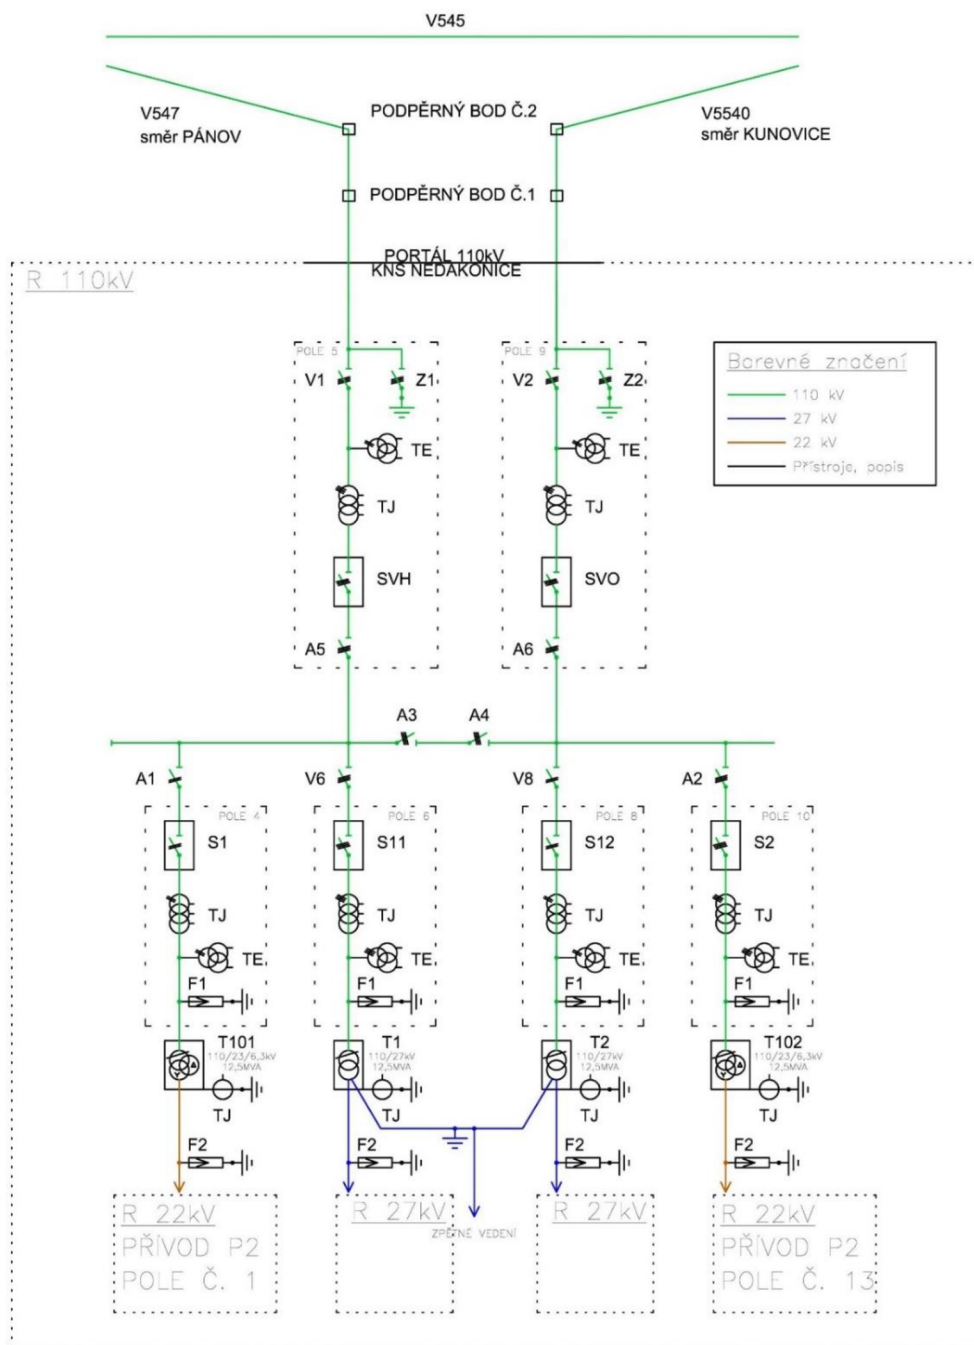 V545
V547
směr PÁNOV
PODPĚRNÝ BOD Č.2
V5540
směr KUNOVICE
PODPĚRNÝ BOD Č.1
PORTÁL 110kV
KNS NEDAKONICE
R 110kV
POLE 5
POLE 9
V1
Z1
V2
Z2
Barevné značení
110 kV
27 kV
22 kV
Přístroje, popis
TE
TE
TJ
TJ
SVH
SVO
A5
A6
A3
A4
A1
V6
V8
A2
POLE 4
POLE 6
POLE 8
POLE 10
S1
S11
S12
S2
TJ
TJ
TJ
TJ
TE
TE
TE
TE
F1
F1
F1
F1
T101
110/23/6,3kV
12,5MVA
T1
110/27kV
12,5MVA
T2
110/27kV
12,5MVA
T102
110/23/6,3kV
12,5MVA
TJ
TJ
TJ
TJ
F2
F2
F2
F2
R 22kV
PŘÍVOD P2
POLE Č. 1
R 27kV
ZPĚTNÉ VEDENÍ
R 27kV
R 22kV
PŘÍVOD P2
POLE Č. 13